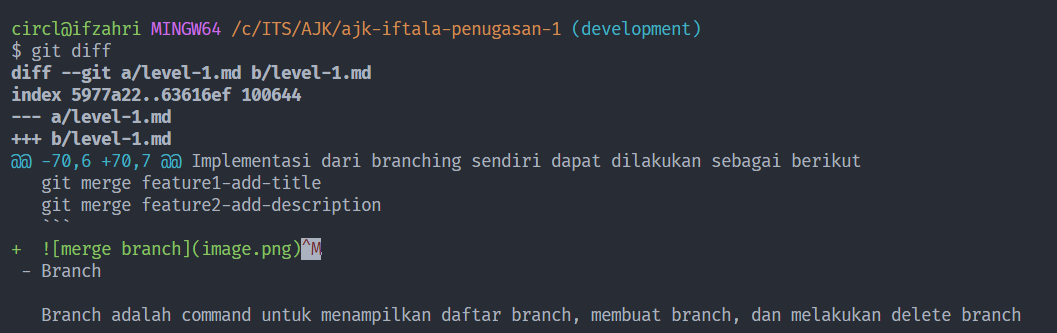 circl@ifzahri MINGW64 /c/ITS/AJK/ajk-iftala-penugasan-1 (development)
$ git diff
diff --git a/level-1.md b/level-1.md
index 5977a22..63616ef 100644
--- a/level-1.md
+++ b/level-1.md
@@ -70,6 +70,7 @@ Implementasi dari branching sendiri dapat dilakukan sebagai berikut
   git merge feature1-add-title
   git merge feature2-add-description
   ```
+  ![merge branch](image.png)^M
 - Branch
   Branch adalah command untuk menampilkan daftar branch, membuat branch, dan melakukan delete branch